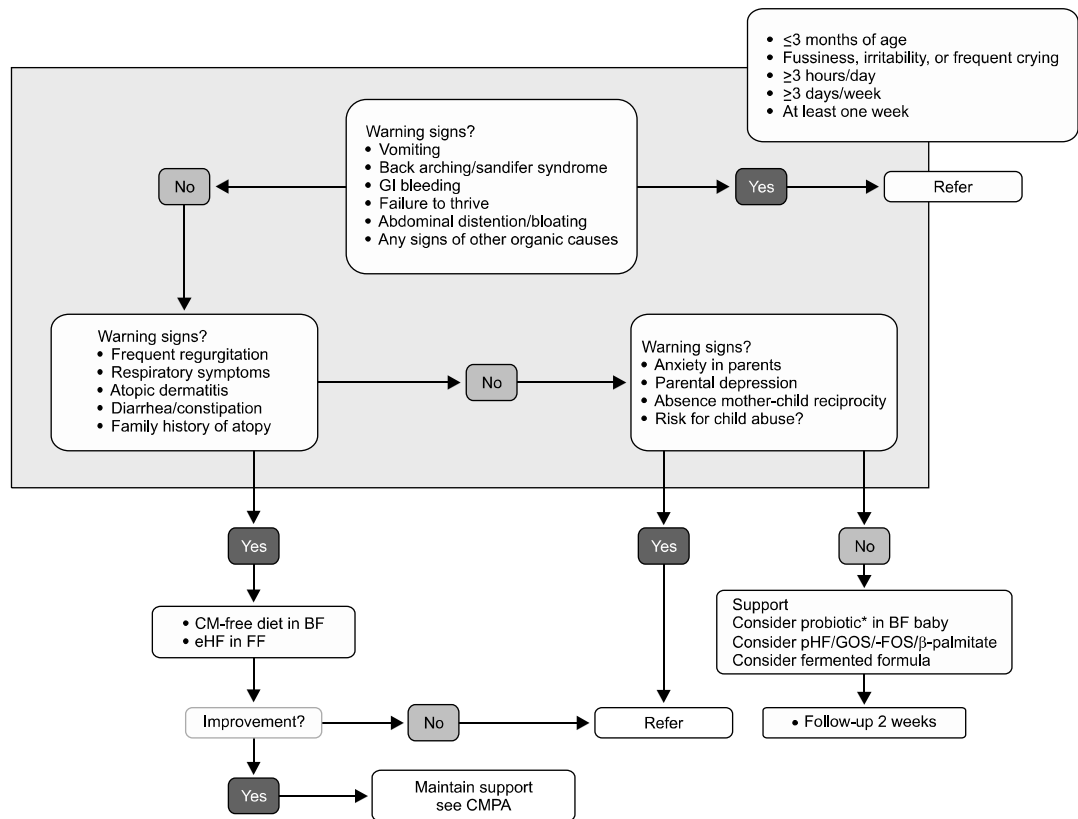 • ≤3 months of age
• Fussiness, irritability, or frequent crying
• ≥3 hours/day
• ≥3 days/week
• At least one week
Warning signs?
• Vomiting
• Back arching/sandifer syndrome
• GI bleeding
• Failure to thrive
• Abdominal distention/bloating
• Any signs of other organic causes
No
Yes
Refer
Warning signs?
• Frequent regurgitation
• Respiratory symptoms
• Atopic dermatitis
• Diarrhea/constipation
• Family history of atopy
No
Warning signs?
• Anxiety in parents
• Parental depression
• Absence mother-child reciprocity
• Risk for child abuse?
Yes
Yes
No
• CM-free diet in BF
• eHF in FF
Support
Consider probiotic* in BF baby
Consider pHF/GOS/-FOS/β-palmitate
Consider fermented formula
Improvement?
No
Refer
• Follow-up 2 weeks
Yes
Maintain support
see CMPA